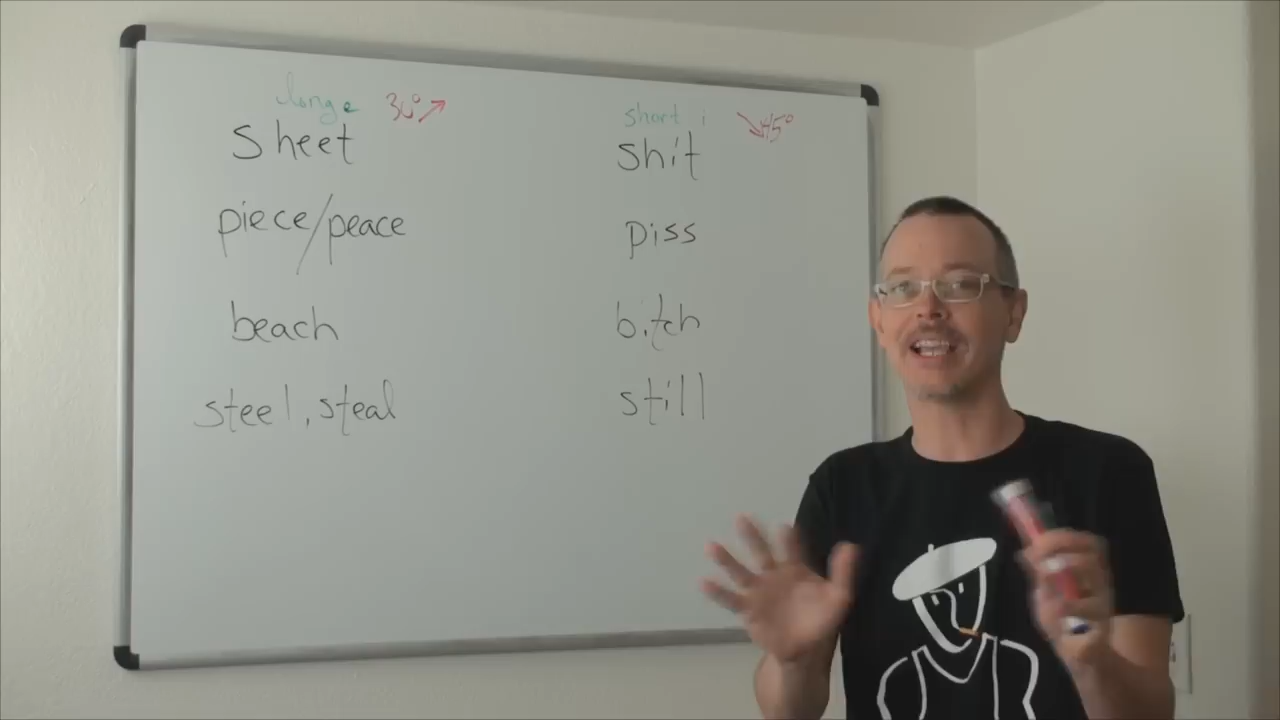 long e 30° ↗ short i ↘ 45°
sheet shit
piece/peace piss
beach bitch
steel, steal still